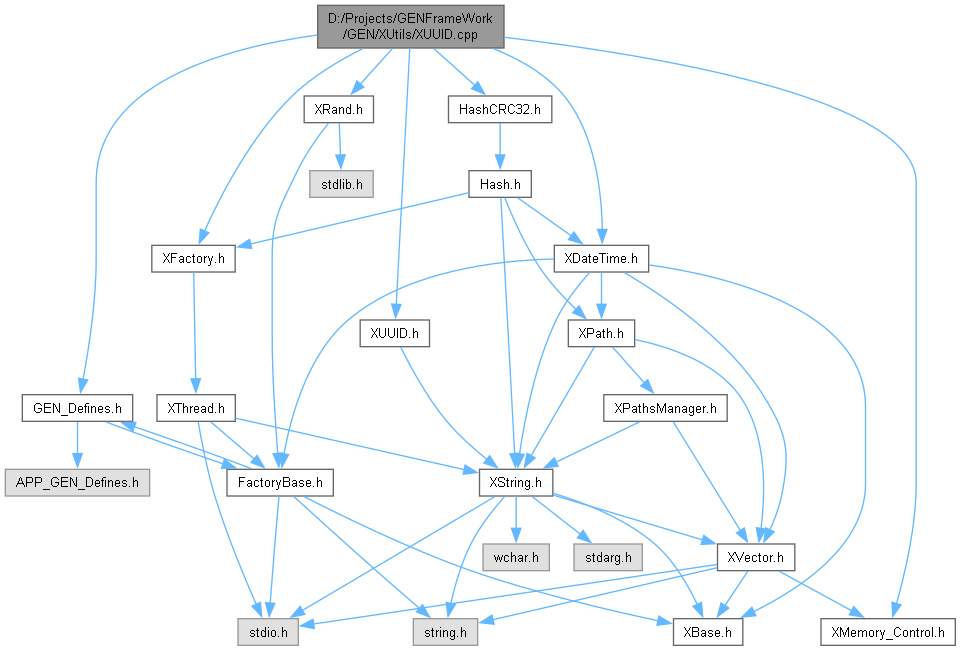 D:/Projects/GENFrameWork
/GEN/XUtils/XUUID.cpp
XRand.h
HashCRC32.h
stdlib.h
Hash.h
XFactory.h
XDateTime.h
XUUID.h
XPath.h
GEN_Defines.h
XThread.h
XPathsManager.h
APP_GEN_Defines.h
FactoryBase.h
XString.h
wchar.h
stdarg.h
XVector.h
stdio.h
string.h
XBase.h
XMemory_Control.h